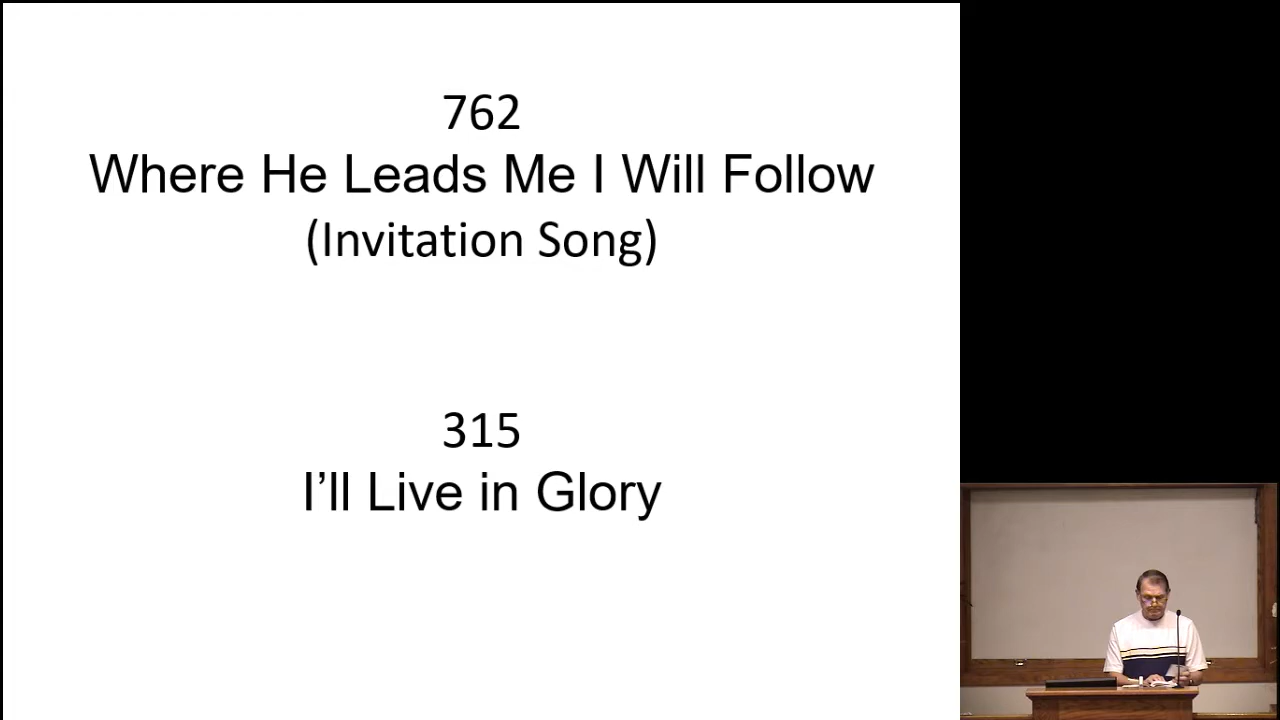 762
Where He Leads Me I Will Follow
(Invitation Song)
315
I’ll Live in Glory